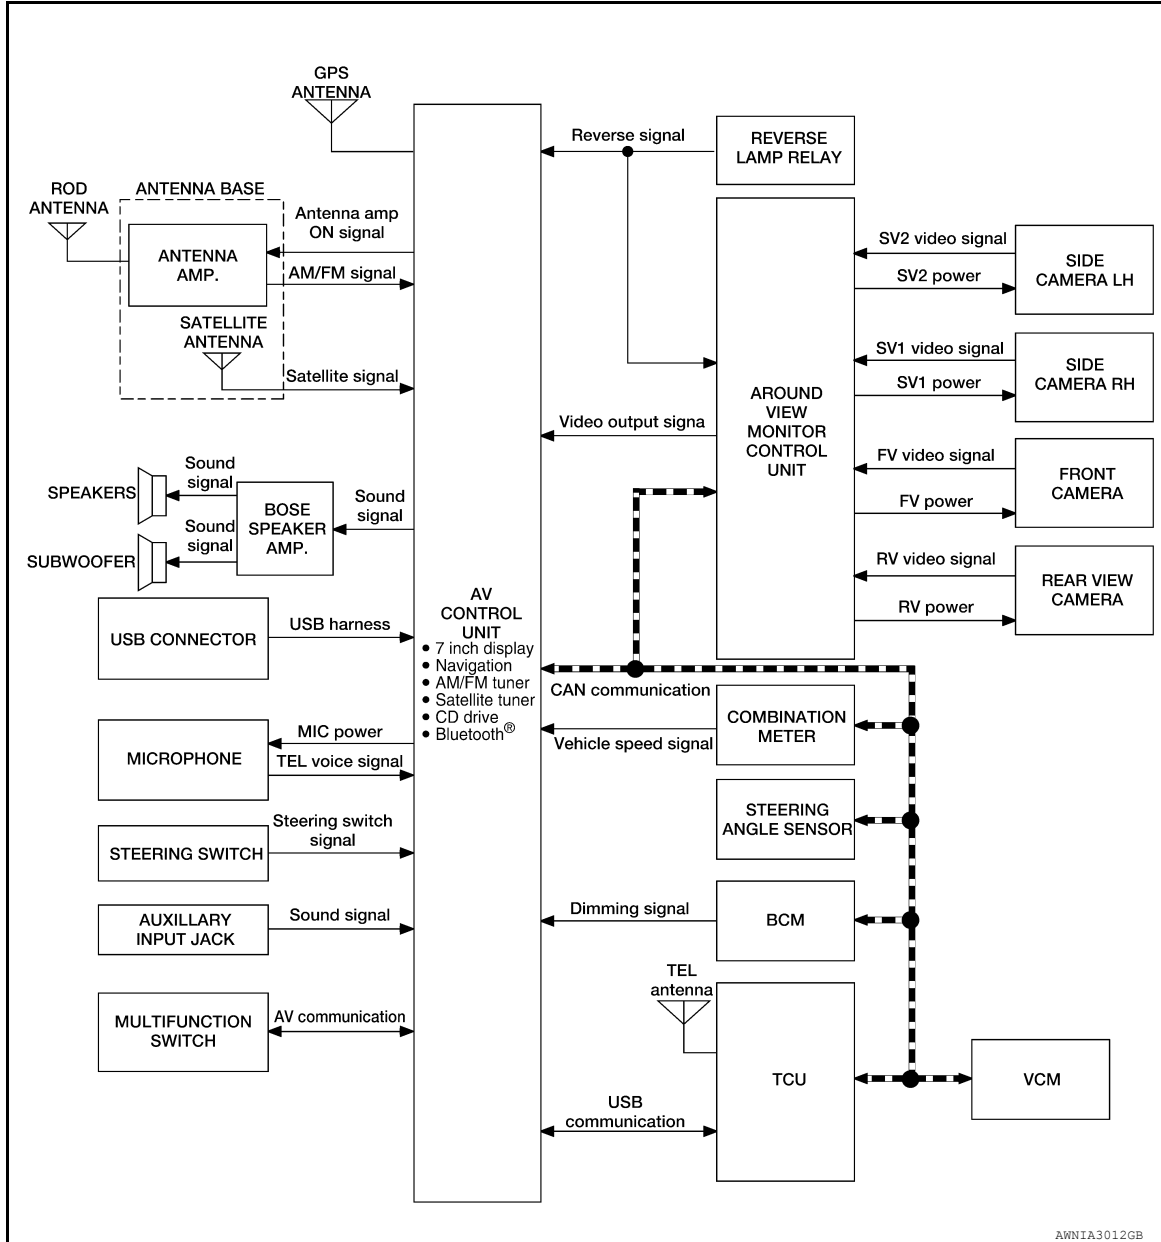 GPS
ANTENNA
Reverse signal
REVERSE
LAMP RELAY
ROD
ANTENNA
ANTENNA BASE
Antenna amp
ON signal
ANTENNA
AMP.
AM/FM signal
SATELLITE
ANTENNA
Satellite signal
SV2 video signal
SV2 power
SIDE
CAMERA LH
SV1 video signal
SV1 power
SIDE
CAMERA RH
AROUND
VIEW
MONITOR
CONTROL
UNIT
Video output signa
FV video signal
FV power
FRONT
CAMERA
RV video signal
RV power
REAR VIEW
CAMERA
SPEAKERS
Sound
signal
SUBWOOFER
Sound
signal
BOSE
SPEAKER
AMP.
Sound
signal
AV
CONTROL
UNIT
• 7 inch display
• Navigation
• AM/FM tuner
• Satellite tuner
• CD drive
• Bluetooth®
USB CONNECTOR
USB harness
CAN communication
MICROPHONE
MIC power
TEL voice signal
Vehicle speed signal
COMBINATION
METER
STEERING SWITCH
Steering switch
signal
STEERING
ANGLE SENSOR
AUXILLARY
INPUT JACK
Sound signal
Dimming signal
BCM
MULTIFUNCTION
SWITCH
AV communication
TEL
antenna
TCU
VCM
USB
communication
AWNIA3012GB